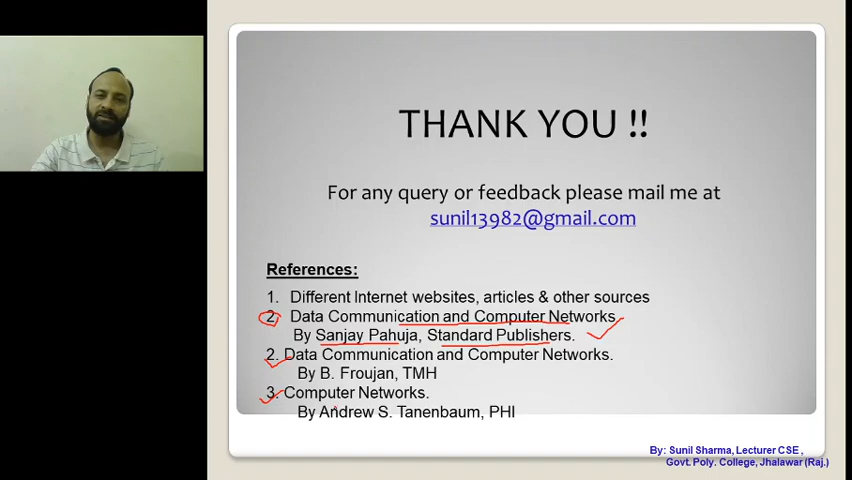 THANK YOU !!
For any query or feedback please mail me at
sunil13982@gmail.com
References:
1. Different Internet websites, articles & other sources
2. Data Communication and Computer Networks
By Sanjay Pahuja, Standard Publishers.
2. Data Communication and Computer Networks.
By B. Froujan, TMH
3. Computer Networks.
By Andrew S. Tanenbaum, PHI
By: Sunil Sharma, Lecturer CSE ,
Govt. Poly. College, Jhalawar (Raj.)